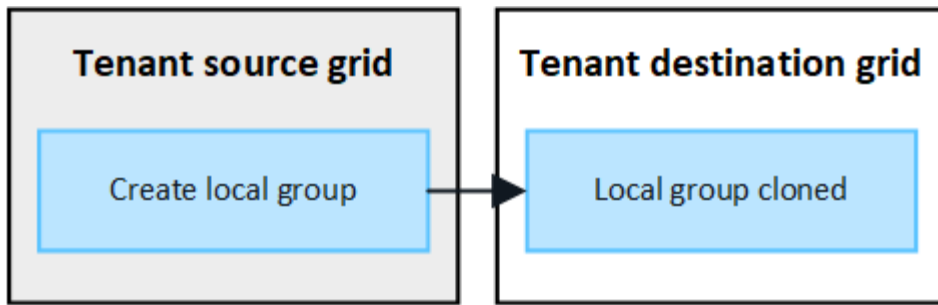 Tenant source grid
Create local group
Tenant destination grid
Local group cloned